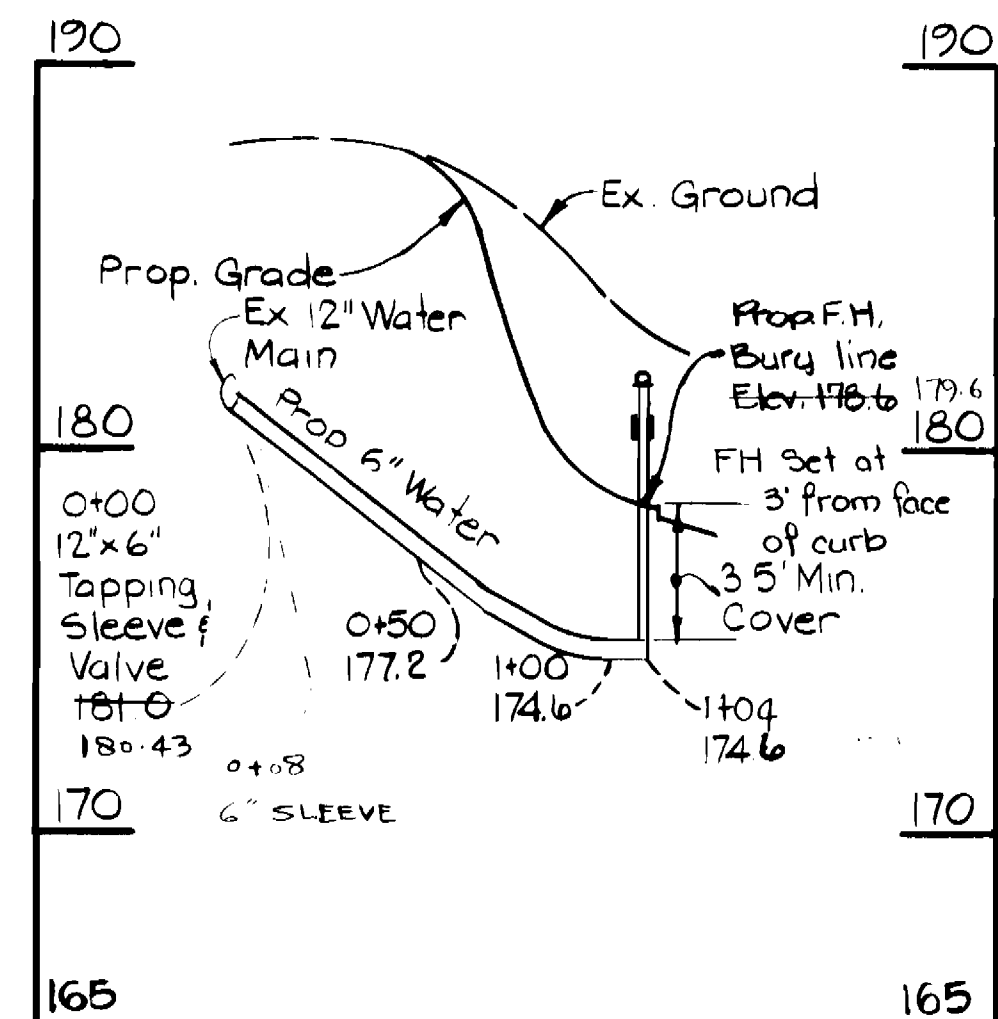 190
190
Ex. Ground
Prop. Grade
Ex 12" Water
Main
Prop. F.H.
Bury line
Elev. 178.6
179.6
Prop 6" Water
180
180
FH Set at
3' from face
of curb
0+00
12"x6"
Tapping
Sleeve &
Valve
181.0
180.43
3.5' Min.
Cover
0+50
177.2
1+00
174.6
1+04
174.6
0+08
6" SLEEVE
170
170
165
165